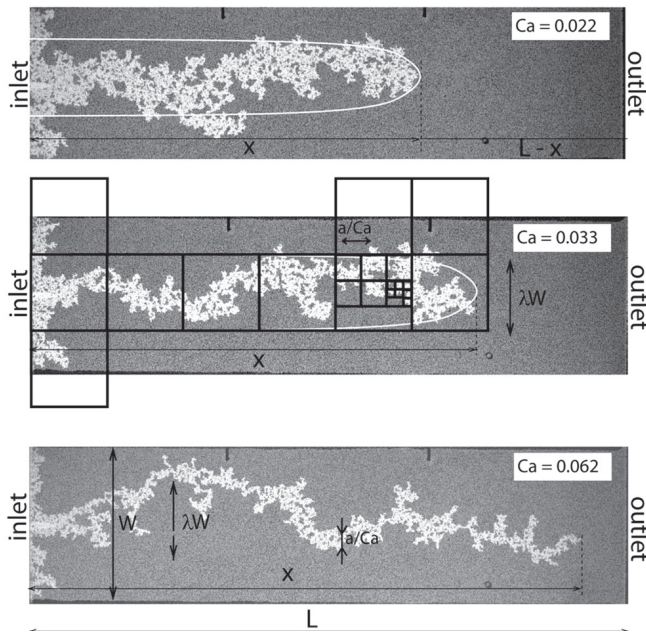 Ca = 0.022
inlet
outlet
x
L - x
a/Ca
Ca = 0.033
inlet
outlet
λW
x
Ca = 0.062
inlet
outlet
W
λW
a/Ca
x
L